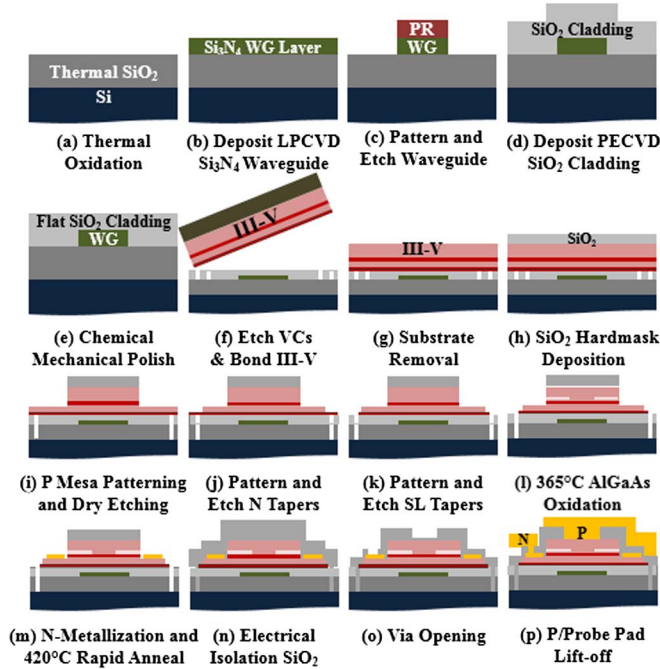 Thermal SiO₂
Si
(a) Thermal
Oxidation
Si₃N₄ WG Layer
(b) Deposit LPCVD
Si₃N₄ Waveguide
PR
WG
(c) Pattern and
Etch Waveguide
SiO₂ Cladding
(d) Deposit PECVD
SiO₂ Cladding
Flat SiO₂ Cladding
WG
(e) Chemical
Mechanical Polish
III-V
(f) Etch VCs
& Bond III-V
III-V
(g) Substrate
Removal
SiO₂
(h) SiO₂ Hardmask
Deposition
(i) P Mesa Patterning
and Dry Etching
(j) Pattern and
Etch N Tapers
(k) Pattern and
Etch SL Tapers
(l) 365°C AlGaAs
Oxidation
(m) N-Metallization and
420°C Rapid Anneal
(n) Electrical
Isolation SiO₂
(o) Via Opening
N
P
(p) P/Probe Pad
Lift-off